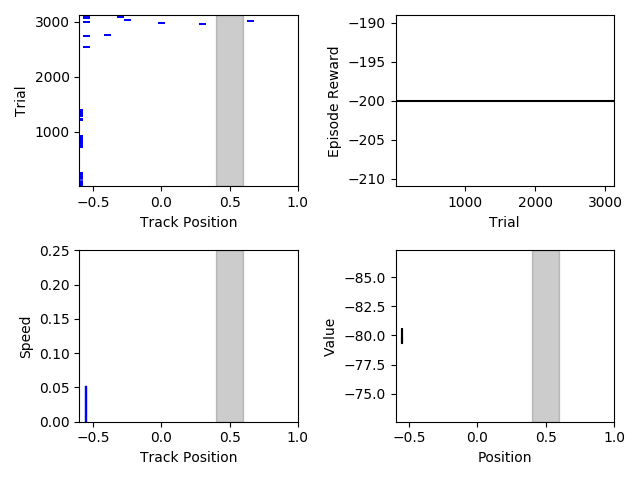 3000
2000
1000
Trial
−0.5 0.0 0.5 1.0
Track Position
−190
−195
−200
−205
−210
Episode Reward
1000 2000 3000
Trial
0.25
0.20
0.15
0.10
0.05
0.00
Speed
−0.5 0.0 0.5 1.0
Track Position
−85.0
−82.5
−80.0
−77.5
−75.0
Value
−0.5 0.0 0.5 1.0
Position